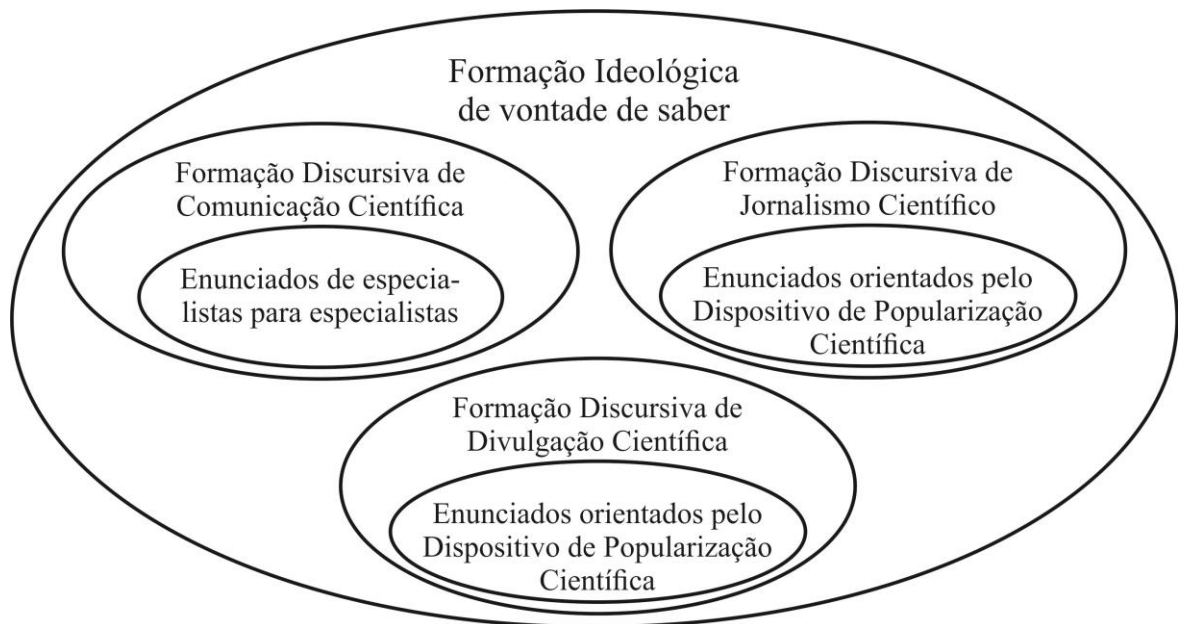 Formação Ideológica
de vontade de saber
Formação Discursiva de
Comunicação Científica
Enunciados de especia-
listas para especialistas
Formação Discursiva de
Jornalismo Científico
Enunciados orientados pelo
Dispositivo de Popularização
Científica
Formação Discursiva de
Divulgação Científica
Enunciados orientados pelo
Dispositivo de Popularização
Científica